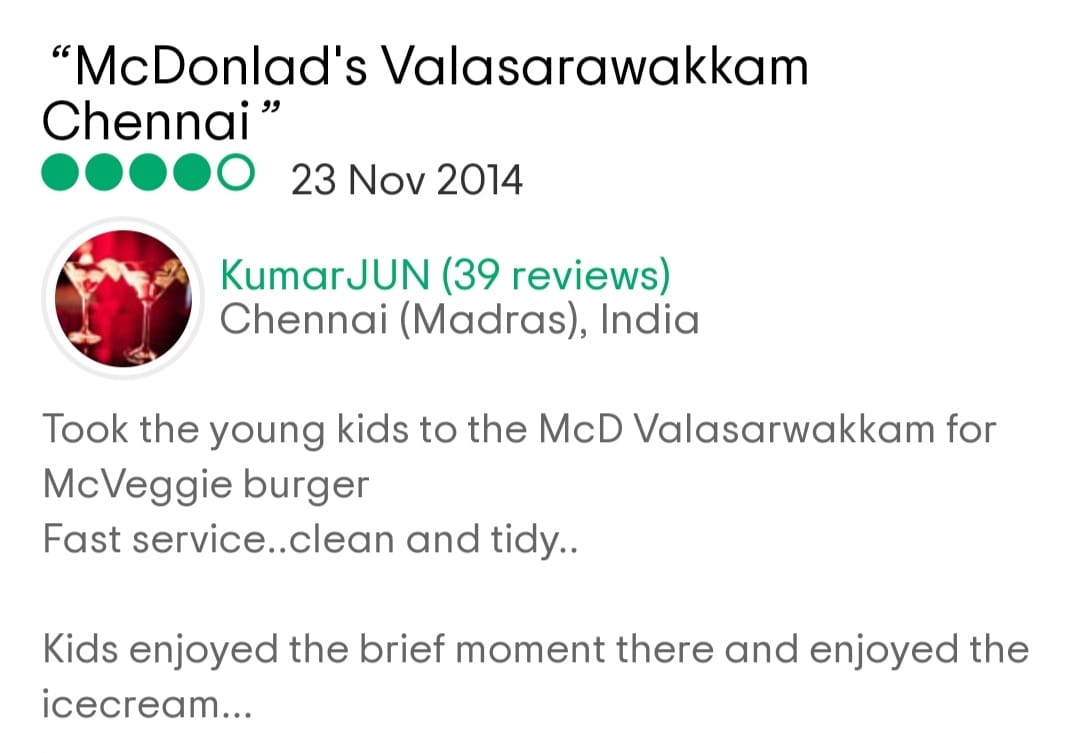 “McDonlad's Valasarawakkam
Chennai”
23 Nov 2014
KumarJUN (39 reviews)
Chennai (Madras), India
Took the young kids to the McD Valasarwakkam for
McVeggie burger
Fast service..clean and tidy..
Kids enjoyed the brief moment there and enjoyed the
icecream...